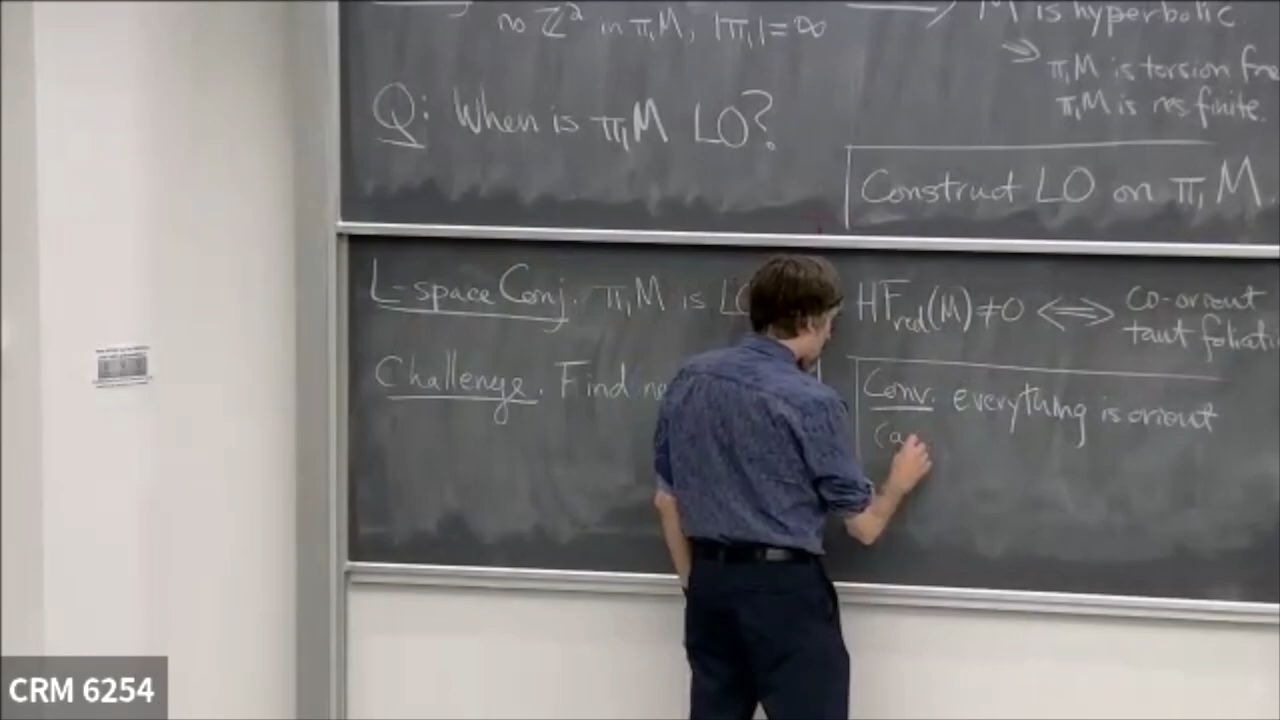 no ℤ² in π₁M, |π₁| = ∞
M is hyperbolic
⇒ π₁M is torsion fre
π₁M is res. finite.
Q: When is π₁M LO?
Construct LO on π₁M.
L-space Conj. π₁M is LO HF_red(M) ≠ 0 ⟺ co-orient
taut foliati
Challenge. Find ne
Conv. everything is orient
(a
CRM 6254